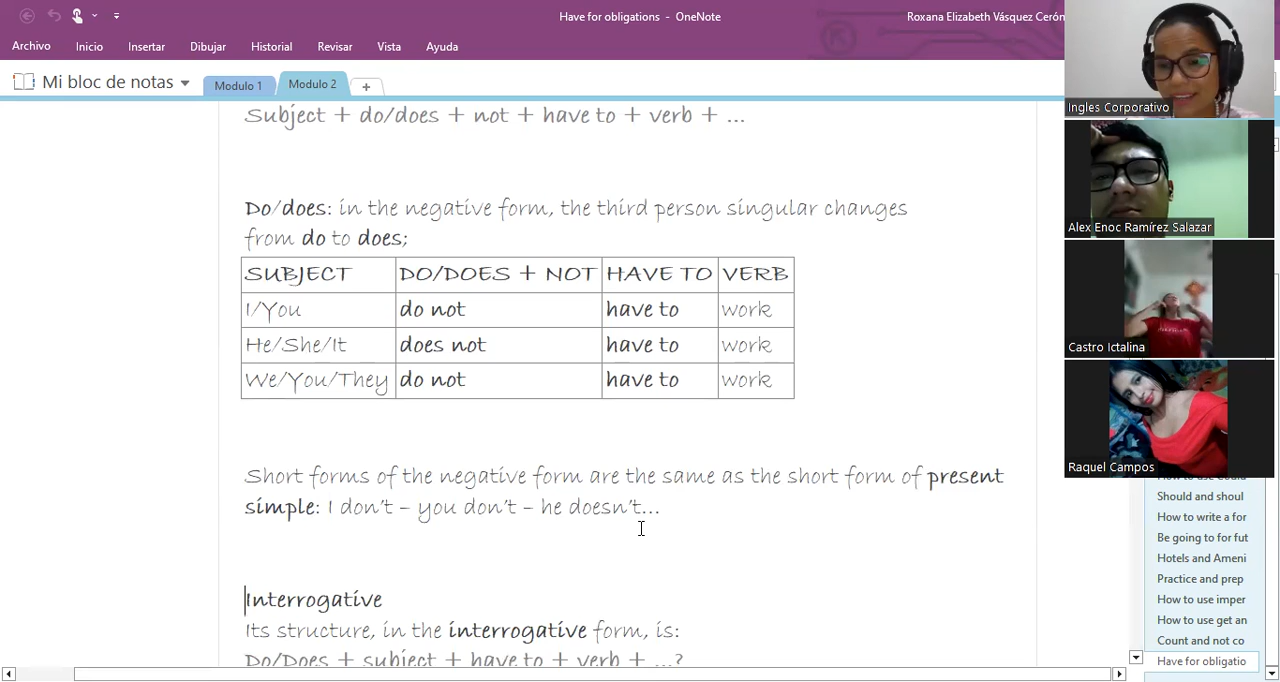 Have for obligations - OneNote
Roxana Elizabeth Vásquez Cerón
Archivo Inicio Insertar Dibujar Historial Revisar Vista Ayuda
Mi bloc de notas Modulo 1 Modulo 2 +
Subject + do/does + not + have to + verb + ...
Do/does: in the negative form, the third person singular changes
from do to does;
SUBJECT DO/DOES + NOT HAVE TO VERB
I/You do not have to work
He/She/It does not have to work
We/You/They do not have to work
Short forms of the negative form are the same as the short form of present
simple: I don't – you don't – he doesn't...
Interrogative
Its structure, in the interrogative form, is:
Do/Does + subject + have to + verb + ...?
Ingles Corporativo
Alex Enoc Ramírez Salazar
Castro Ictalina
Raquel Campos
Should and shoul
How to write a for
Be going to for fut
Hotels and Ameni
Practice and prep
How to use imper
How to use get an
Count and not co
Have for obligatio